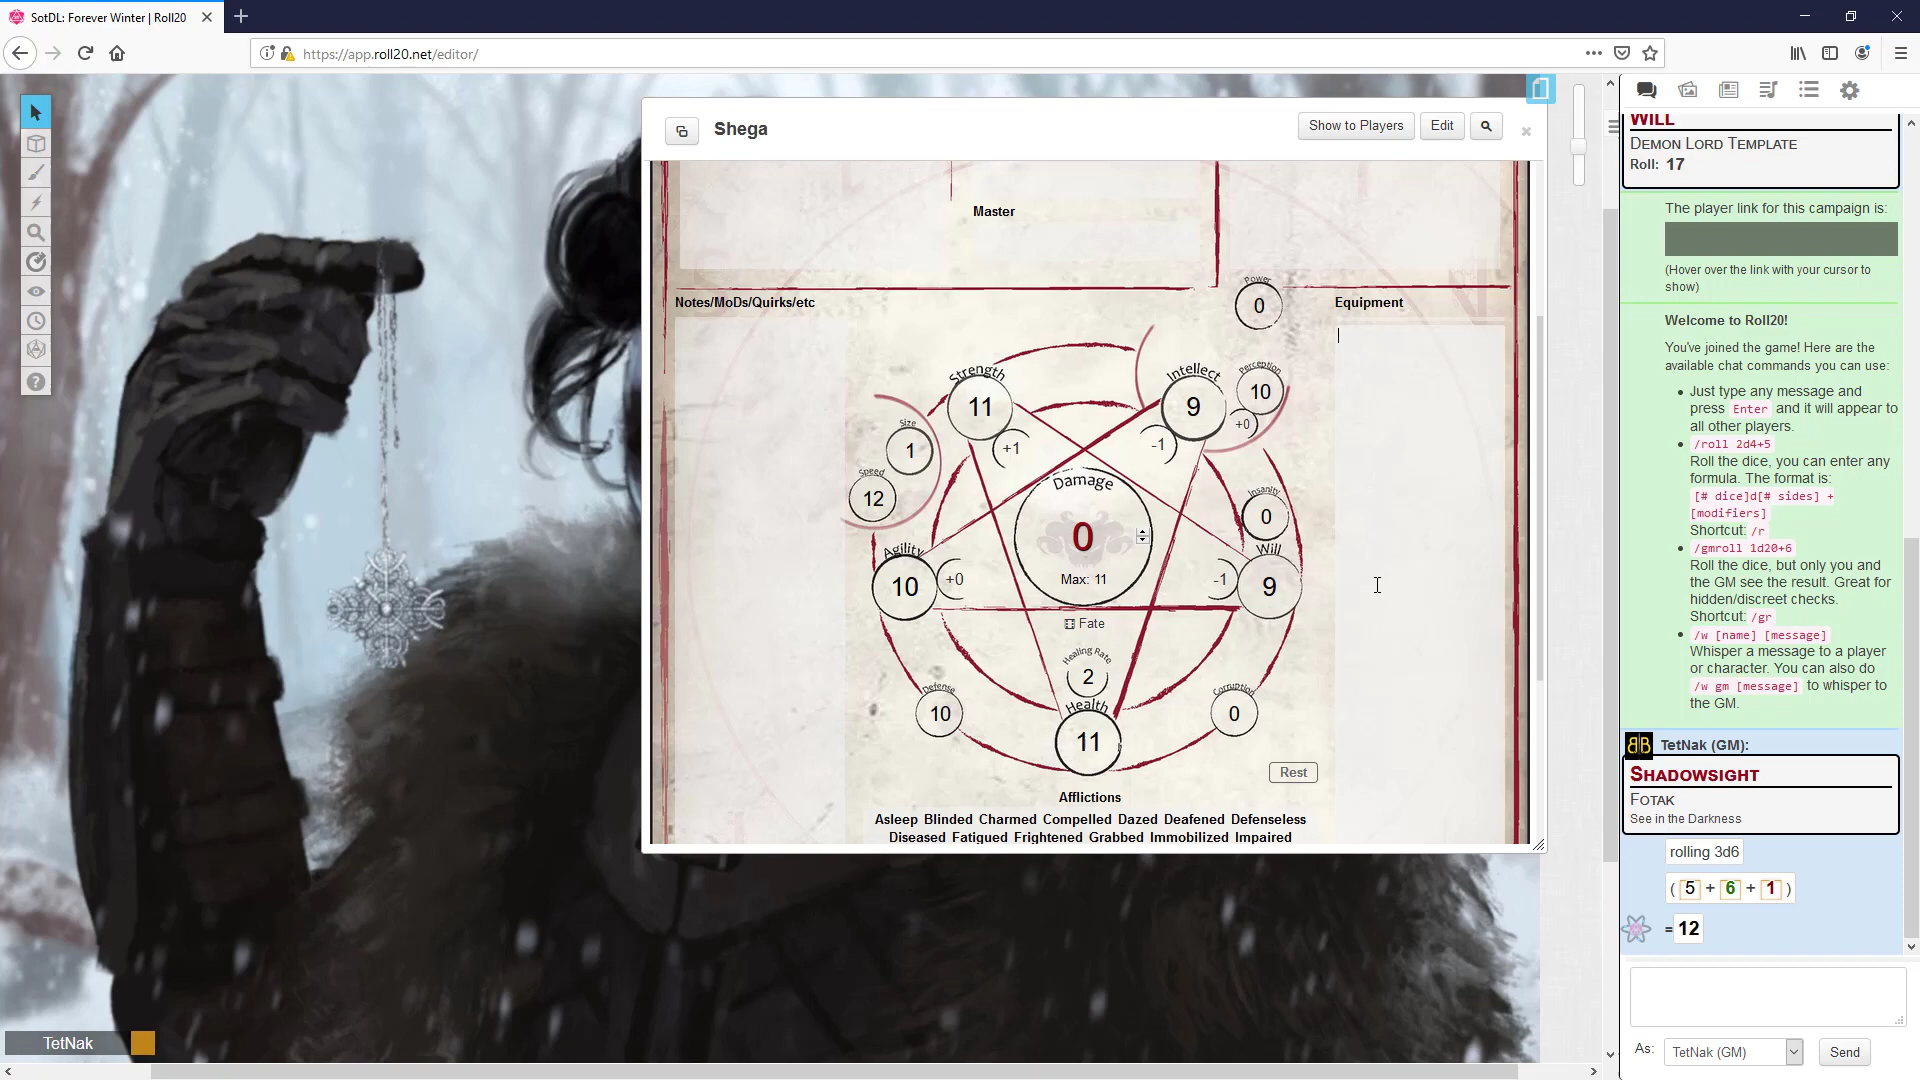 SotDL: Forever Winter | Roll20
https://app.roll20.net/editor/
Shega
Show to Players
Edit
Master
Notes/MoDs/Quirks/etc
Equipment
Power
0
Strength
11
+1
Intellect
9
-1
Perception
10
+0
Size
1
Speed
12
Damage
0
Max: 11
Insanity
0
Agility
10
+0
Will
9
-1
Fate
Healing Rate
2
Defense
10
Health
11
Corruption
0
Rest
Afflictions
Asleep Blinded Charmed Compelled Dazed Deafened Defenseless
Diseased Fatigued Frightened Grabbed Immobilized Impaired
TetNak
WILL
DEMON LORD TEMPLATE
Roll: 17
The player link for this campaign is:
(Hover over the link with your cursor to
show)
Welcome to Roll20!
You've joined the game! Here are the
available chat commands you can use:
Just type any message and
press Enter and it will appear to
all other players.
/roll 2d4+5
Roll the dice, you can enter any
formula. The format is:
[# dice]d[# sides] +
[modifiers]
Shortcut: /r
/gmroll 1d20+6
Roll the dice, but only you and
the GM see the result. Great for
hidden/discreet checks.
Shortcut: /gr
/w [name] [message]
Whisper a message to a player
or character. You can also do
/w gm [message] to whisper to
the GM.
TetNak (GM):
SHADOWSIGHT
FOTAK
See in the Darkness
rolling 3d6
(5+6+1)
=12
As:
TetNak (GM)
Send